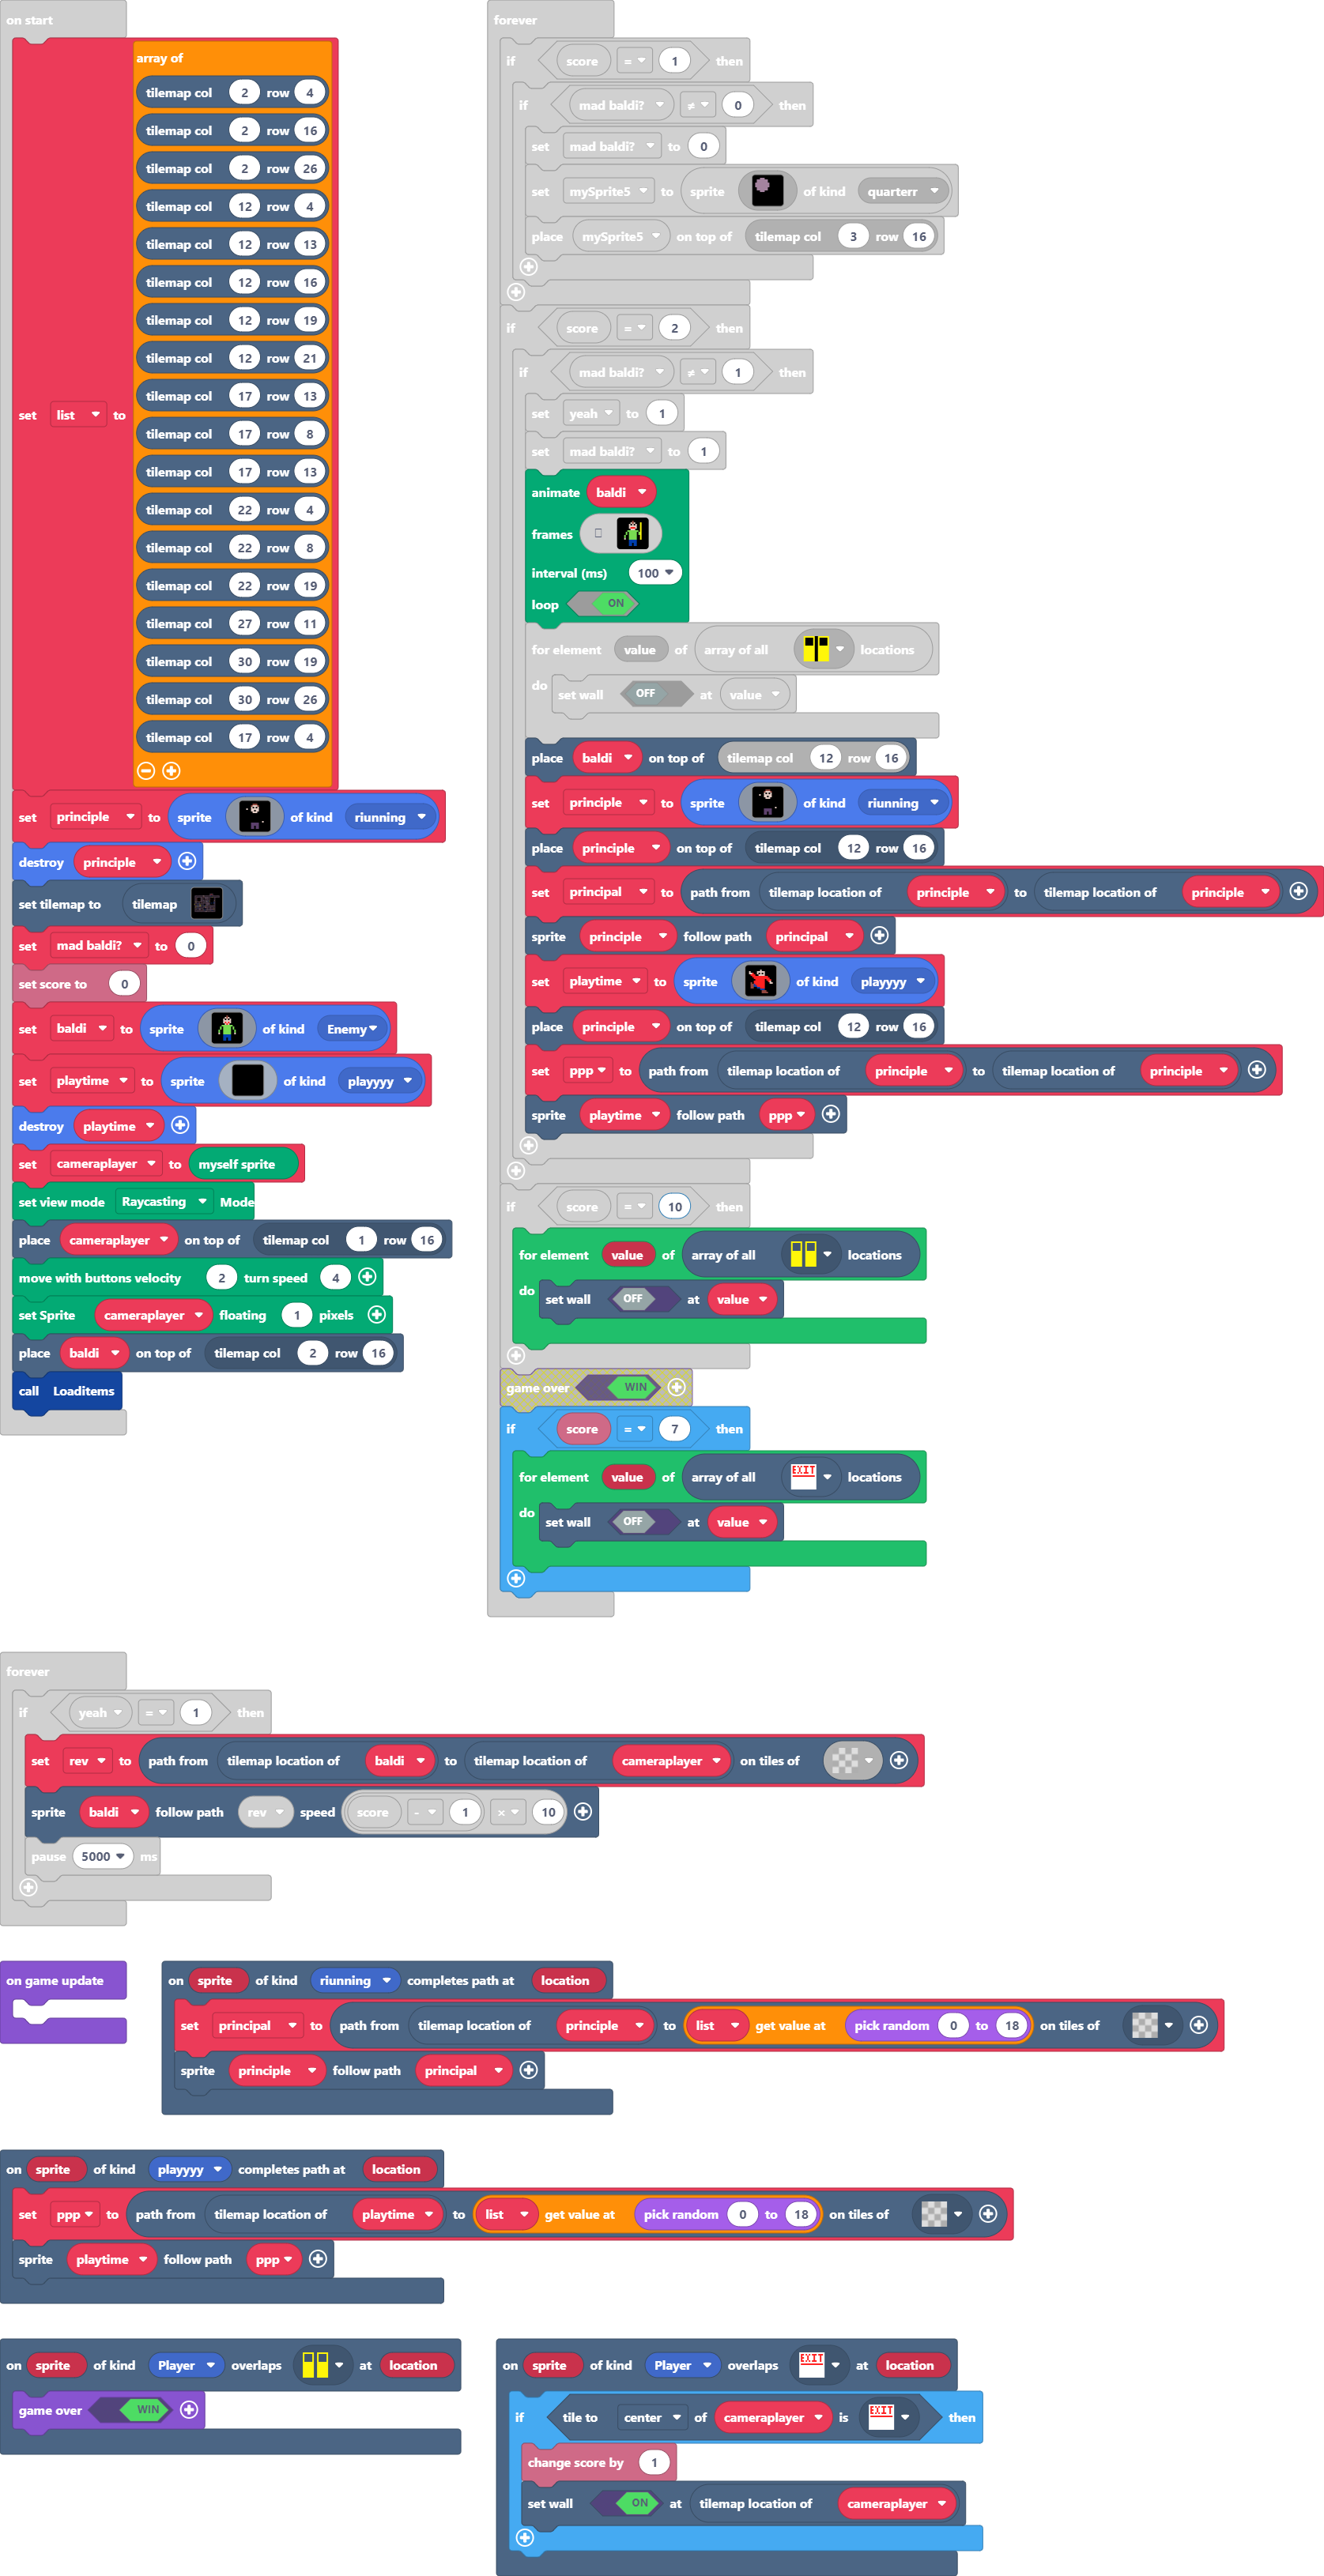 on start
set list to array of
tilemap col 2 row 4
tilemap col 2 row 16
tilemap col 2 row 26
tilemap col 12 row 4
tilemap col 12 row 13
tilemap col 12 row 16
tilemap col 12 row 19
tilemap col 12 row 21
tilemap col 17 row 13
tilemap col 17 row 8
tilemap col 17 row 13
tilemap col 22 row 4
tilemap col 22 row 8
tilemap col 22 row 19
tilemap col 27 row 11
tilemap col 30 row 19
tilemap col 30 row 26
tilemap col 17 row 4
set principle to sprite of kind riunning
destroy principle
set tilemap to tilemap
set mad baldi? to 0
set score to 0
set baldi to sprite of kind Enemy
set playtime to sprite of kind playyyy
destroy playtime
set cameraplayer to myself sprite
set view mode Raycasting Mode
place cameraplayer on top of tilemap col 1 row 16
move with buttons velocity 2 turn speed 4
set Sprite cameraplayer floating 1 pixels
place baldi on top of tilemap col 2 row 16
call Loaditems
forever
if score = 1 then
if mad baldi? ≠ 0 then
set mad baldi? to 0
set mySprite5 to sprite of kind quarterr
place mySprite5 on top of tilemap col 3 row 16
if score = 2 then
if mad baldi? ≠ 1 then
set yeah to 1
set mad baldi? to 1
animate baldi
frames
interval (ms) 100
loop ON
for element value of array of all locations
do set wall OFF at value
place baldi on top of tilemap col 12 row 16
set principle to sprite of kind riunning
place principle on top of tilemap col 12 row 16
set principal to path from tilemap location of principle to tilemap location of principle
sprite principle follow path principal
set playtime to sprite of kind playyyy
place principle on top of tilemap col 12 row 16
set ppp to path from tilemap location of principle to tilemap location of principle
sprite playtime follow path ppp
if score = 10 then
for element value of array of all locations
do set wall OFF at value
game over WIN
if score = 7 then
for element value of array of all EXIT locations
do set wall OFF at value
forever
if yeah = 1 then
set rev to path from tilemap location of baldi to tilemap location of cameraplayer on tiles of
sprite baldi follow path rev speed score - 1 × 10
pause 5000 ms
on game update
on sprite of kind riunning completes path at location
set principal to path from tilemap location of principle to list get value at pick random 0 to 18 on tiles of
sprite principle follow path principal
on sprite of kind playyyy completes path at location
set ppp to path from tilemap location of playtime to list get value at pick random 0 to 18 on tiles of
sprite playtime follow path ppp
on sprite of kind Player overlaps at location
game over WIN
on sprite of kind Player overlaps EXIT at location
if tile to center of cameraplayer is EXIT then
change score by 1
set wall ON at tilemap location of cameraplayer